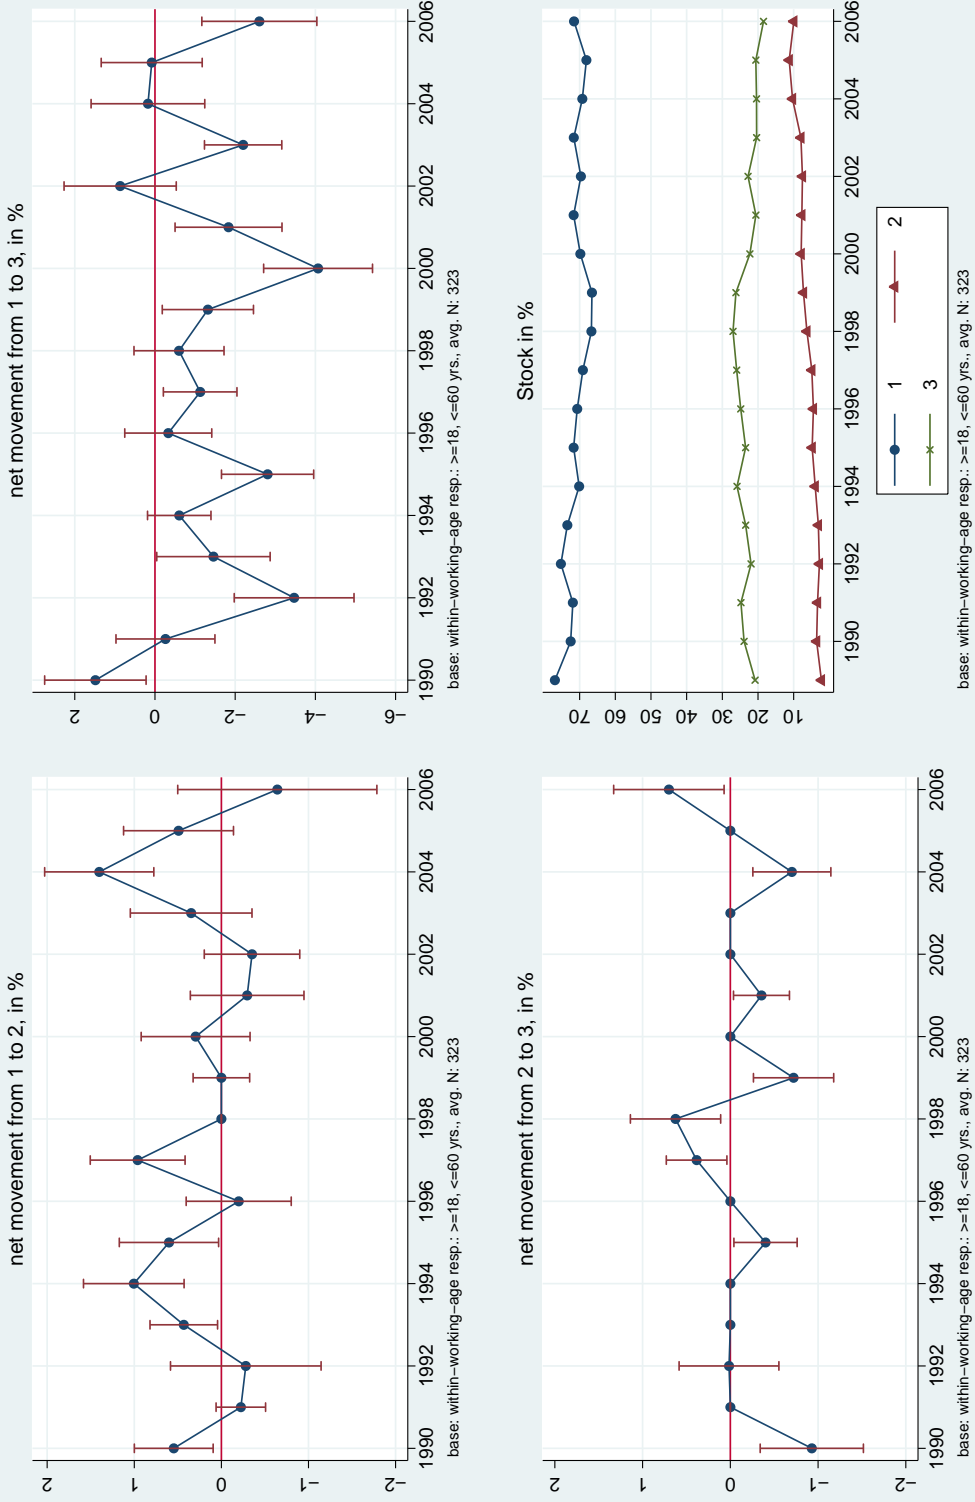 net movement from 1 to 2, in %
2
1
0
−1
−2
1990 1992 1994 1996 1998 2000 2002 2004 2006
base: within−working−age resp.: >=18, <=60 yrs., avg. N: 323
net movement from 1 to 3, in %
2
0
−2
−4
−6
1990 1992 1994 1996 1998 2000 2002 2004 2006
base: within−working−age resp.: >=18, <=60 yrs., avg. N: 323
net movement from 2 to 3, in %
2
1
0
−1
−2
1990 1992 1994 1996 1998 2000 2002 2004 2006
base: within−working−age resp.: >=18, <=60 yrs., avg. N: 323
Stock in %
70
60
50
40
30
20
10
1990 1992 1994 1996 1998 2000 2002 2004 2006
1 2
3
base: within−working−age resp.: >=18, <=60 yrs., avg. N: 323